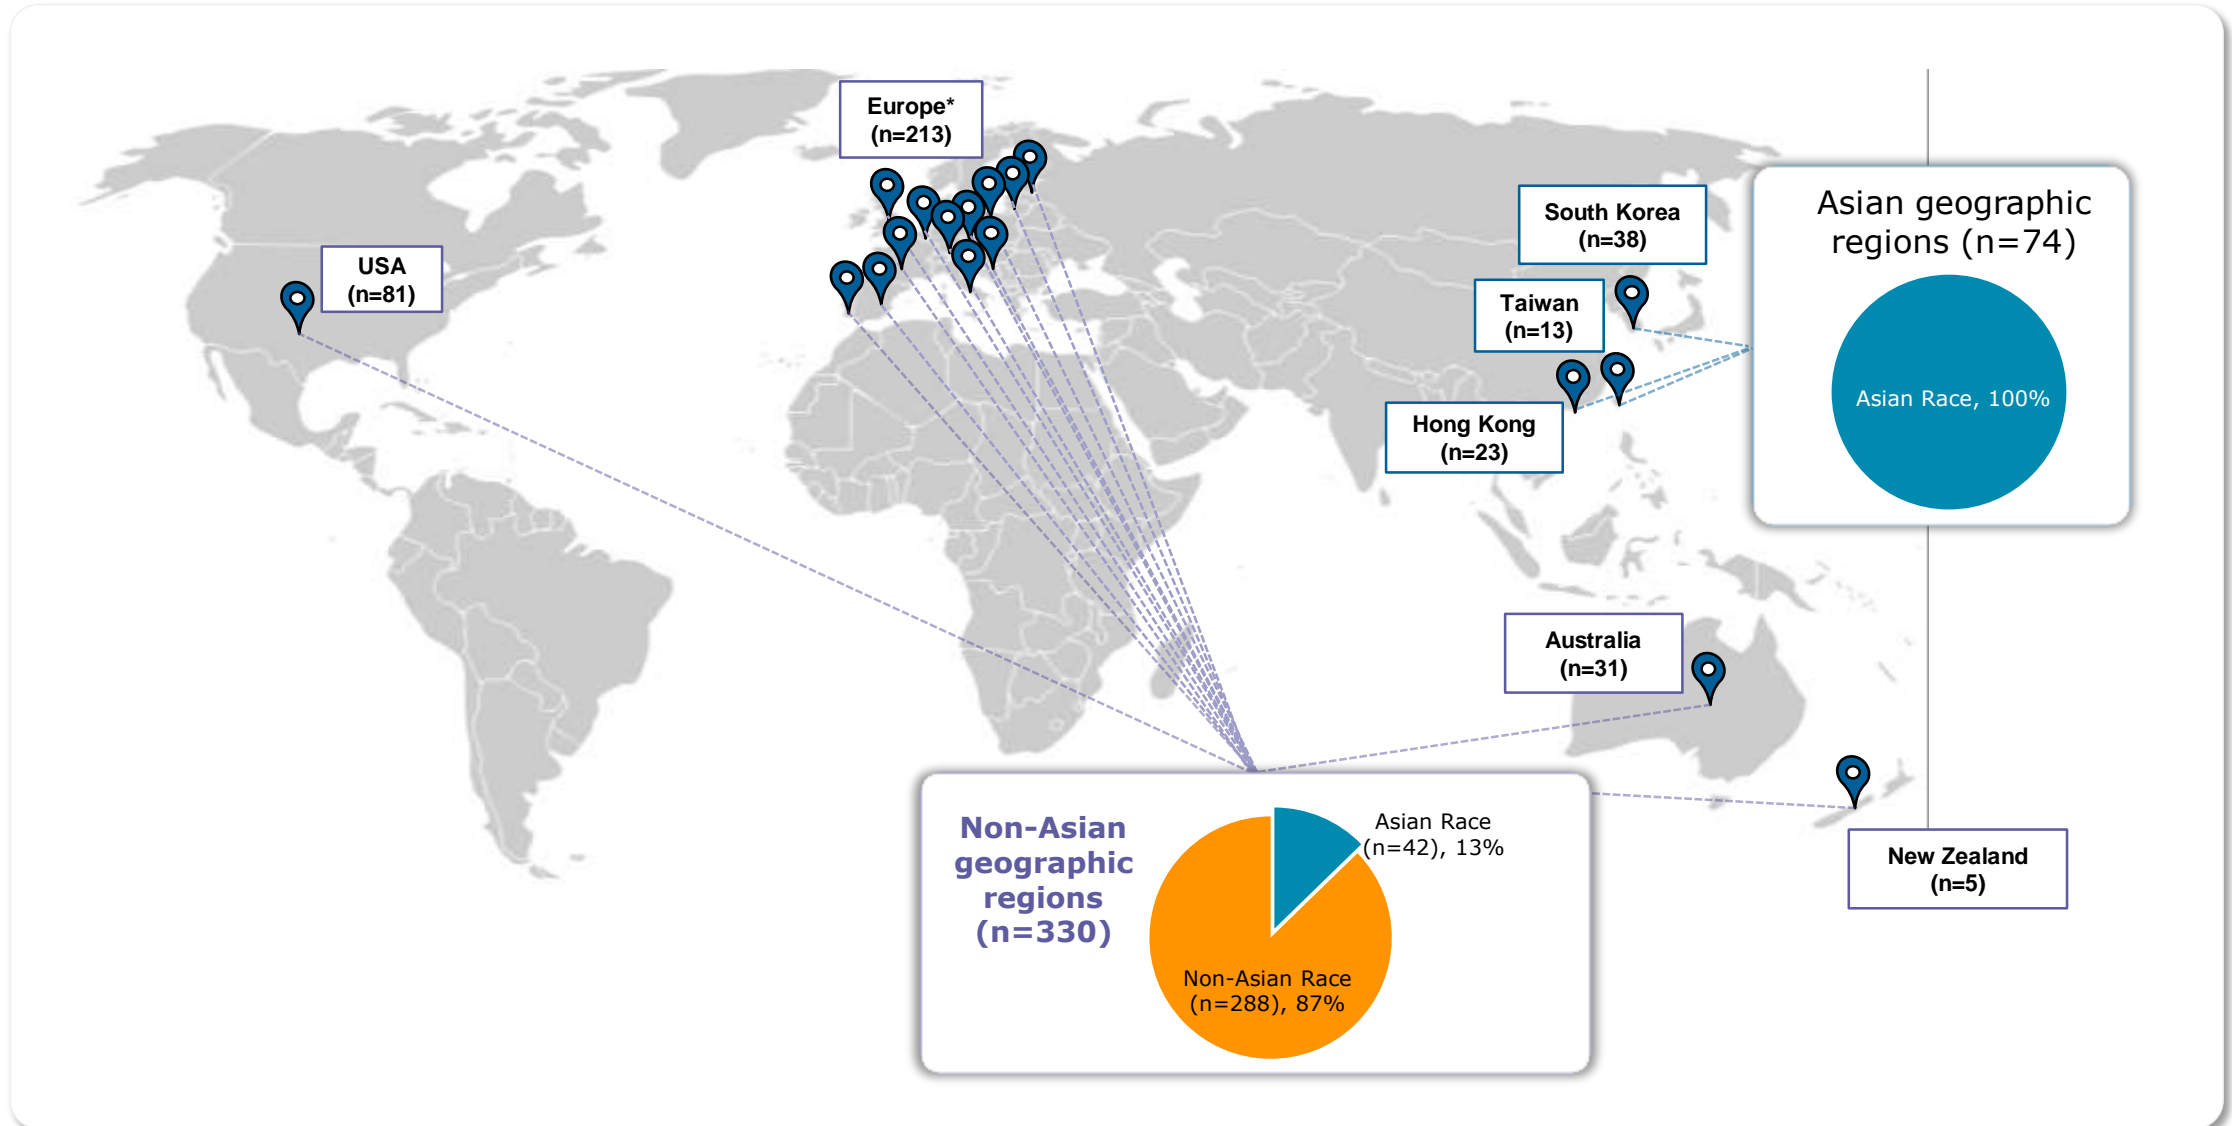 Europe*
(n=213)
USA
(n=81)
South Korea
(n=38)
Taiwan
(n=13)
Hong Kong
(n=23)
Asian geographic
regions (n=74)
Asian Race, 100%
Australia
(n=31)
New Zealand
(n=5)
Non-Asian
geographic
regions
(n=330)
Asian Race
(n=42), 13%
Non-Asian Race
(n=288), 87%